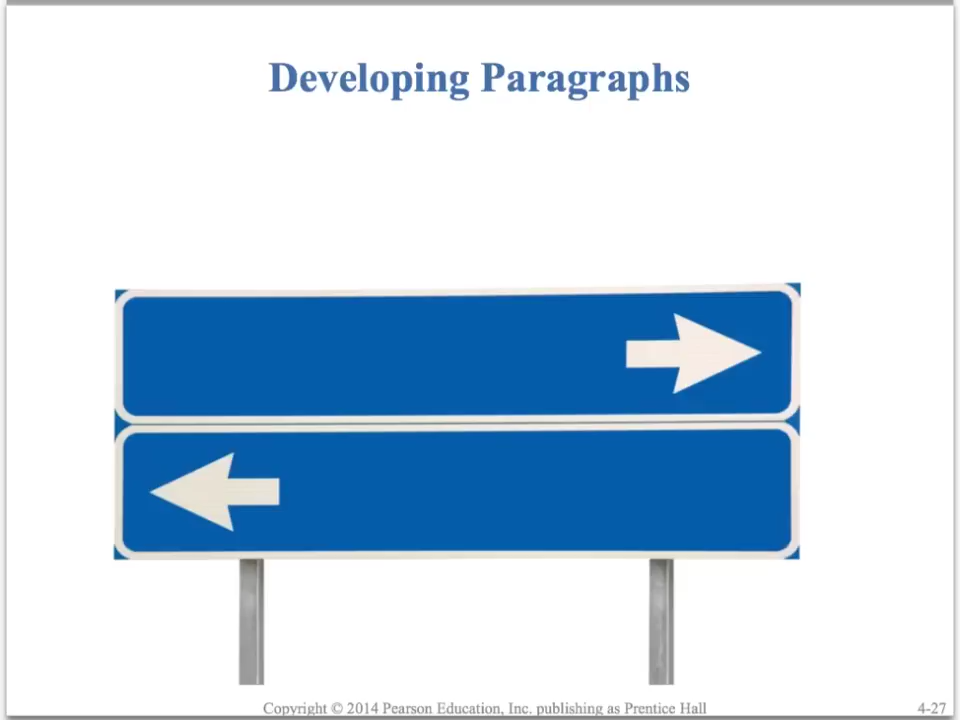 Developing Paragraphs
Copyright © 2014 Pearson Education, Inc. publishing as Prentice Hall
4-27